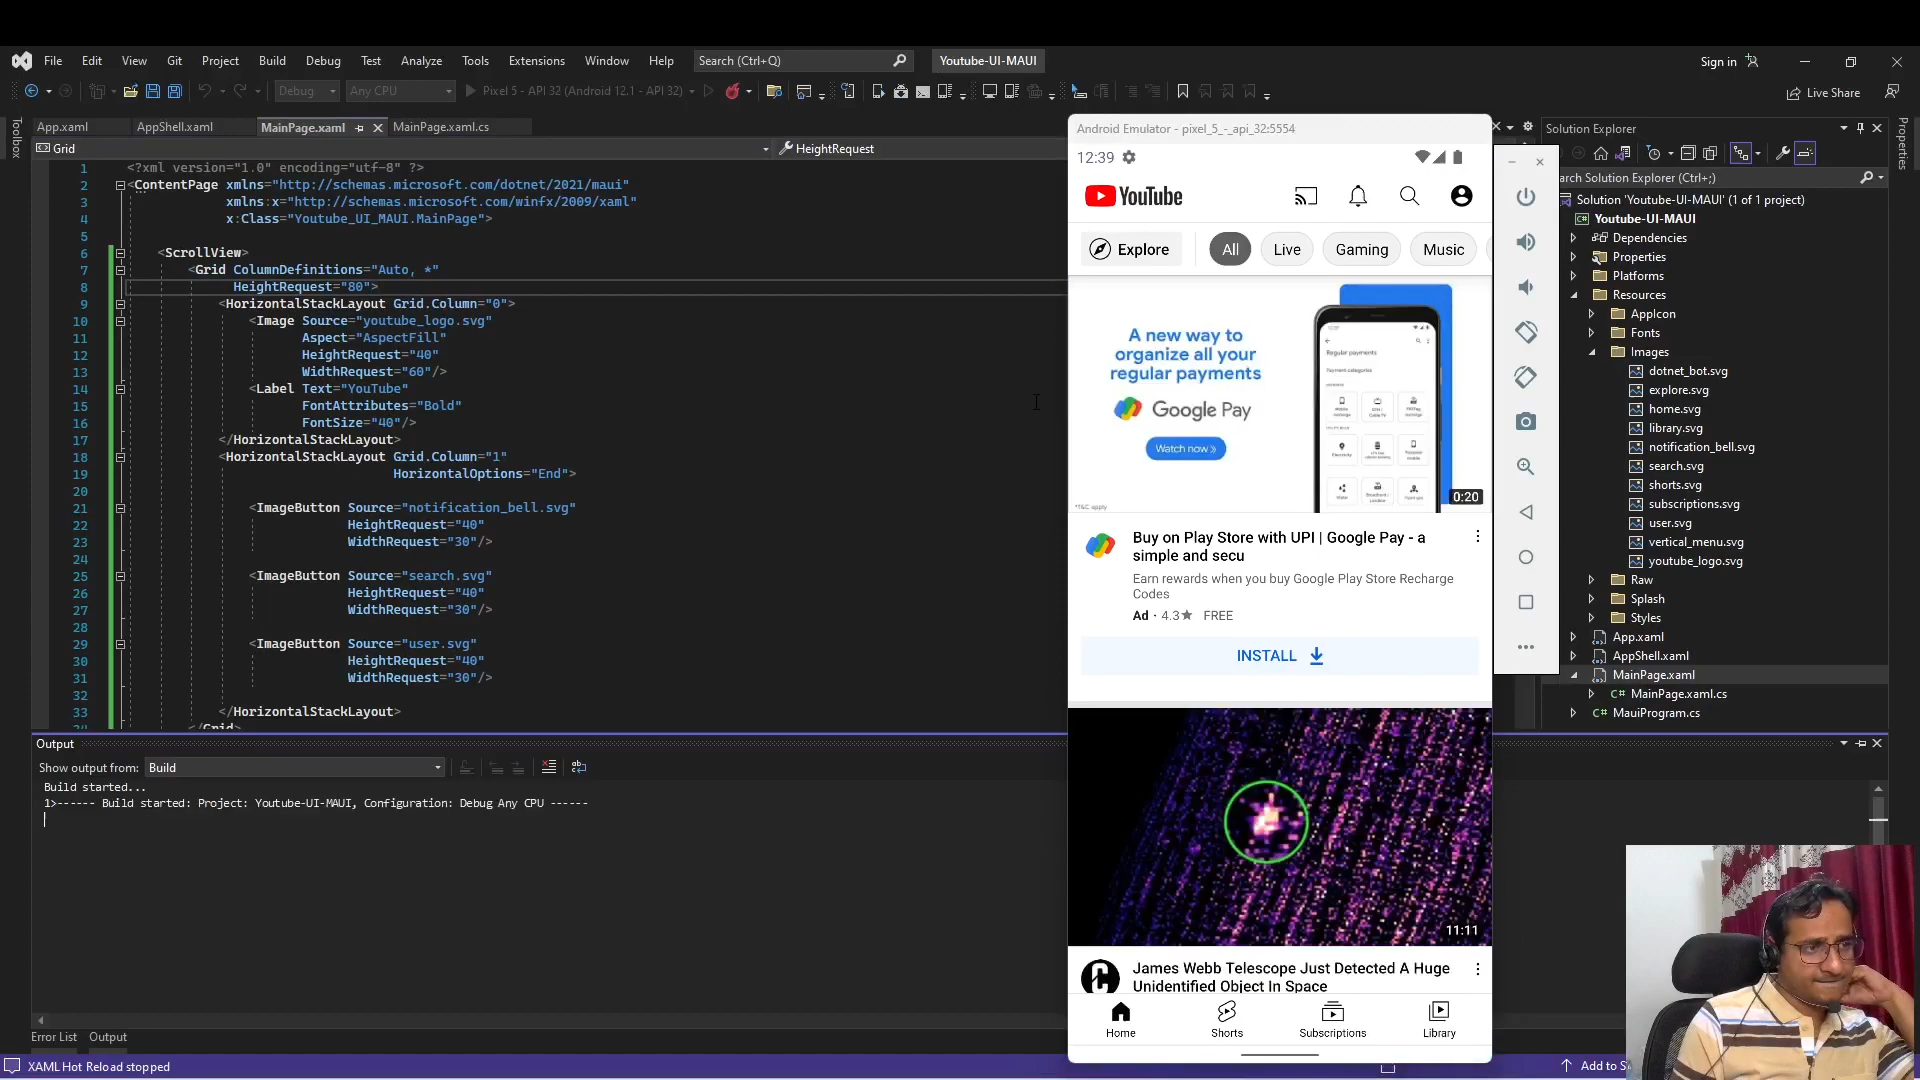 File Edit View Git Project Build Debug Test Analyze Tools Extensions Window Help Search (Ctrl+Q) Youtube-UI-MAUI Sign in
Debug Any CPU Pixel 5 - API 32 (Android 12.1 - API 32) Live Share
App.xaml AppShell.xaml MainPage.xaml MainPage.xaml.cs
Toolbox
Grid HeightRequest
1 <?xml version="1.0" encoding="utf-8" ?>
2 <ContentPage xmlns="http://schemas.microsoft.com/dotnet/2021/maui"
3 xmlns:x="http://schemas.microsoft.com/winfx/2009/xaml"
4 x:Class="Youtube_UI_MAUI.MainPage">
5
6 <ScrollView>
7 <Grid ColumnDefinitions="Auto, *"
8 HeightRequest="80">
9 <HorizontalStackLayout Grid.Column="0">
10 <Image Source="youtube_logo.svg"
11 Aspect="AspectFill"
12 HeightRequest="40"
13 WidthRequest="60"/>
14 <Label Text="YouTube"
15 FontAttributes="Bold"
16 FontSize="40"/>
17 </HorizontalStackLayout>
18 <HorizontalStackLayout Grid.Column="1"
19 HorizontalOptions="End">
20
21 <ImageButton Source="notification_bell.svg"
22 HeightRequest="40"
23 WidthRequest="30"/>
24
25 <ImageButton Source="search.svg"
26 HeightRequest="40"
27 WidthRequest="30"/>
28
29 <ImageButton Source="user.svg"
30 HeightRequest="40"
31 WidthRequest="30"/>
32
33 </HorizontalStackLayout>
</Grid>
Output
Show output from: Build
Build started...
1>------ Build started: Project: Youtube-UI-MAUI, Configuration: Debug Any CPU ------
Error List Output
XAML Hot Reload stopped
Android Emulator - pixel_5_-_api_32:5554
12:39
YouTube
Explore All Live Gaming Music
A new way to
organize all your
regular payments
Google Pay
Watch now
*T&C apply
Regular payments
0:20
Buy on Play Store with UPI | Google Pay - a
simple and secu
Earn rewards when you buy Google Play Store Recharge
Codes
Ad · 4.3★ FREE
INSTALL
11:11
James Webb Telescope Just Detected A Huge
Unidentified Object In Space
Home Shorts Subscriptions Library
Solution Explorer
Properties
arch Solution Explorer (Ctrl+;)
Solution 'Youtube-UI-MAUI' (1 of 1 project)
Youtube-UI-MAUI
Dependencies
Properties
Platforms
Resources
AppIcon
Fonts
Images
dotnet_bot.svg
explore.svg
home.svg
library.svg
notification_bell.svg
search.svg
shorts.svg
subscriptions.svg
user.svg
vertical_menu.svg
youtube_logo.svg
Raw
Splash
Styles
App.xaml
AppShell.xaml
MainPage.xaml
C# MainPage.xaml.cs
C# MauiProgram.cs
Add to S